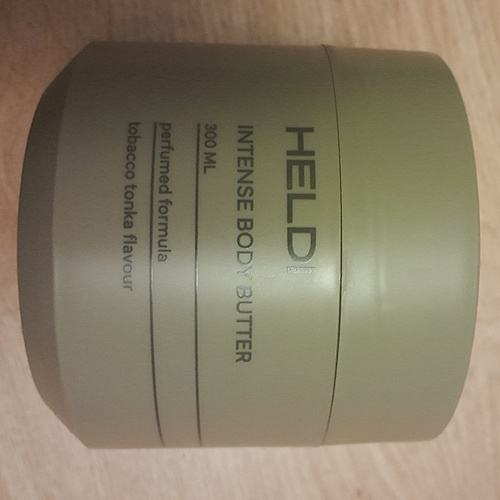 HELD
INTENSE BODY BUTTER
300 ML
perfumed formula
tobacco tonka flavour